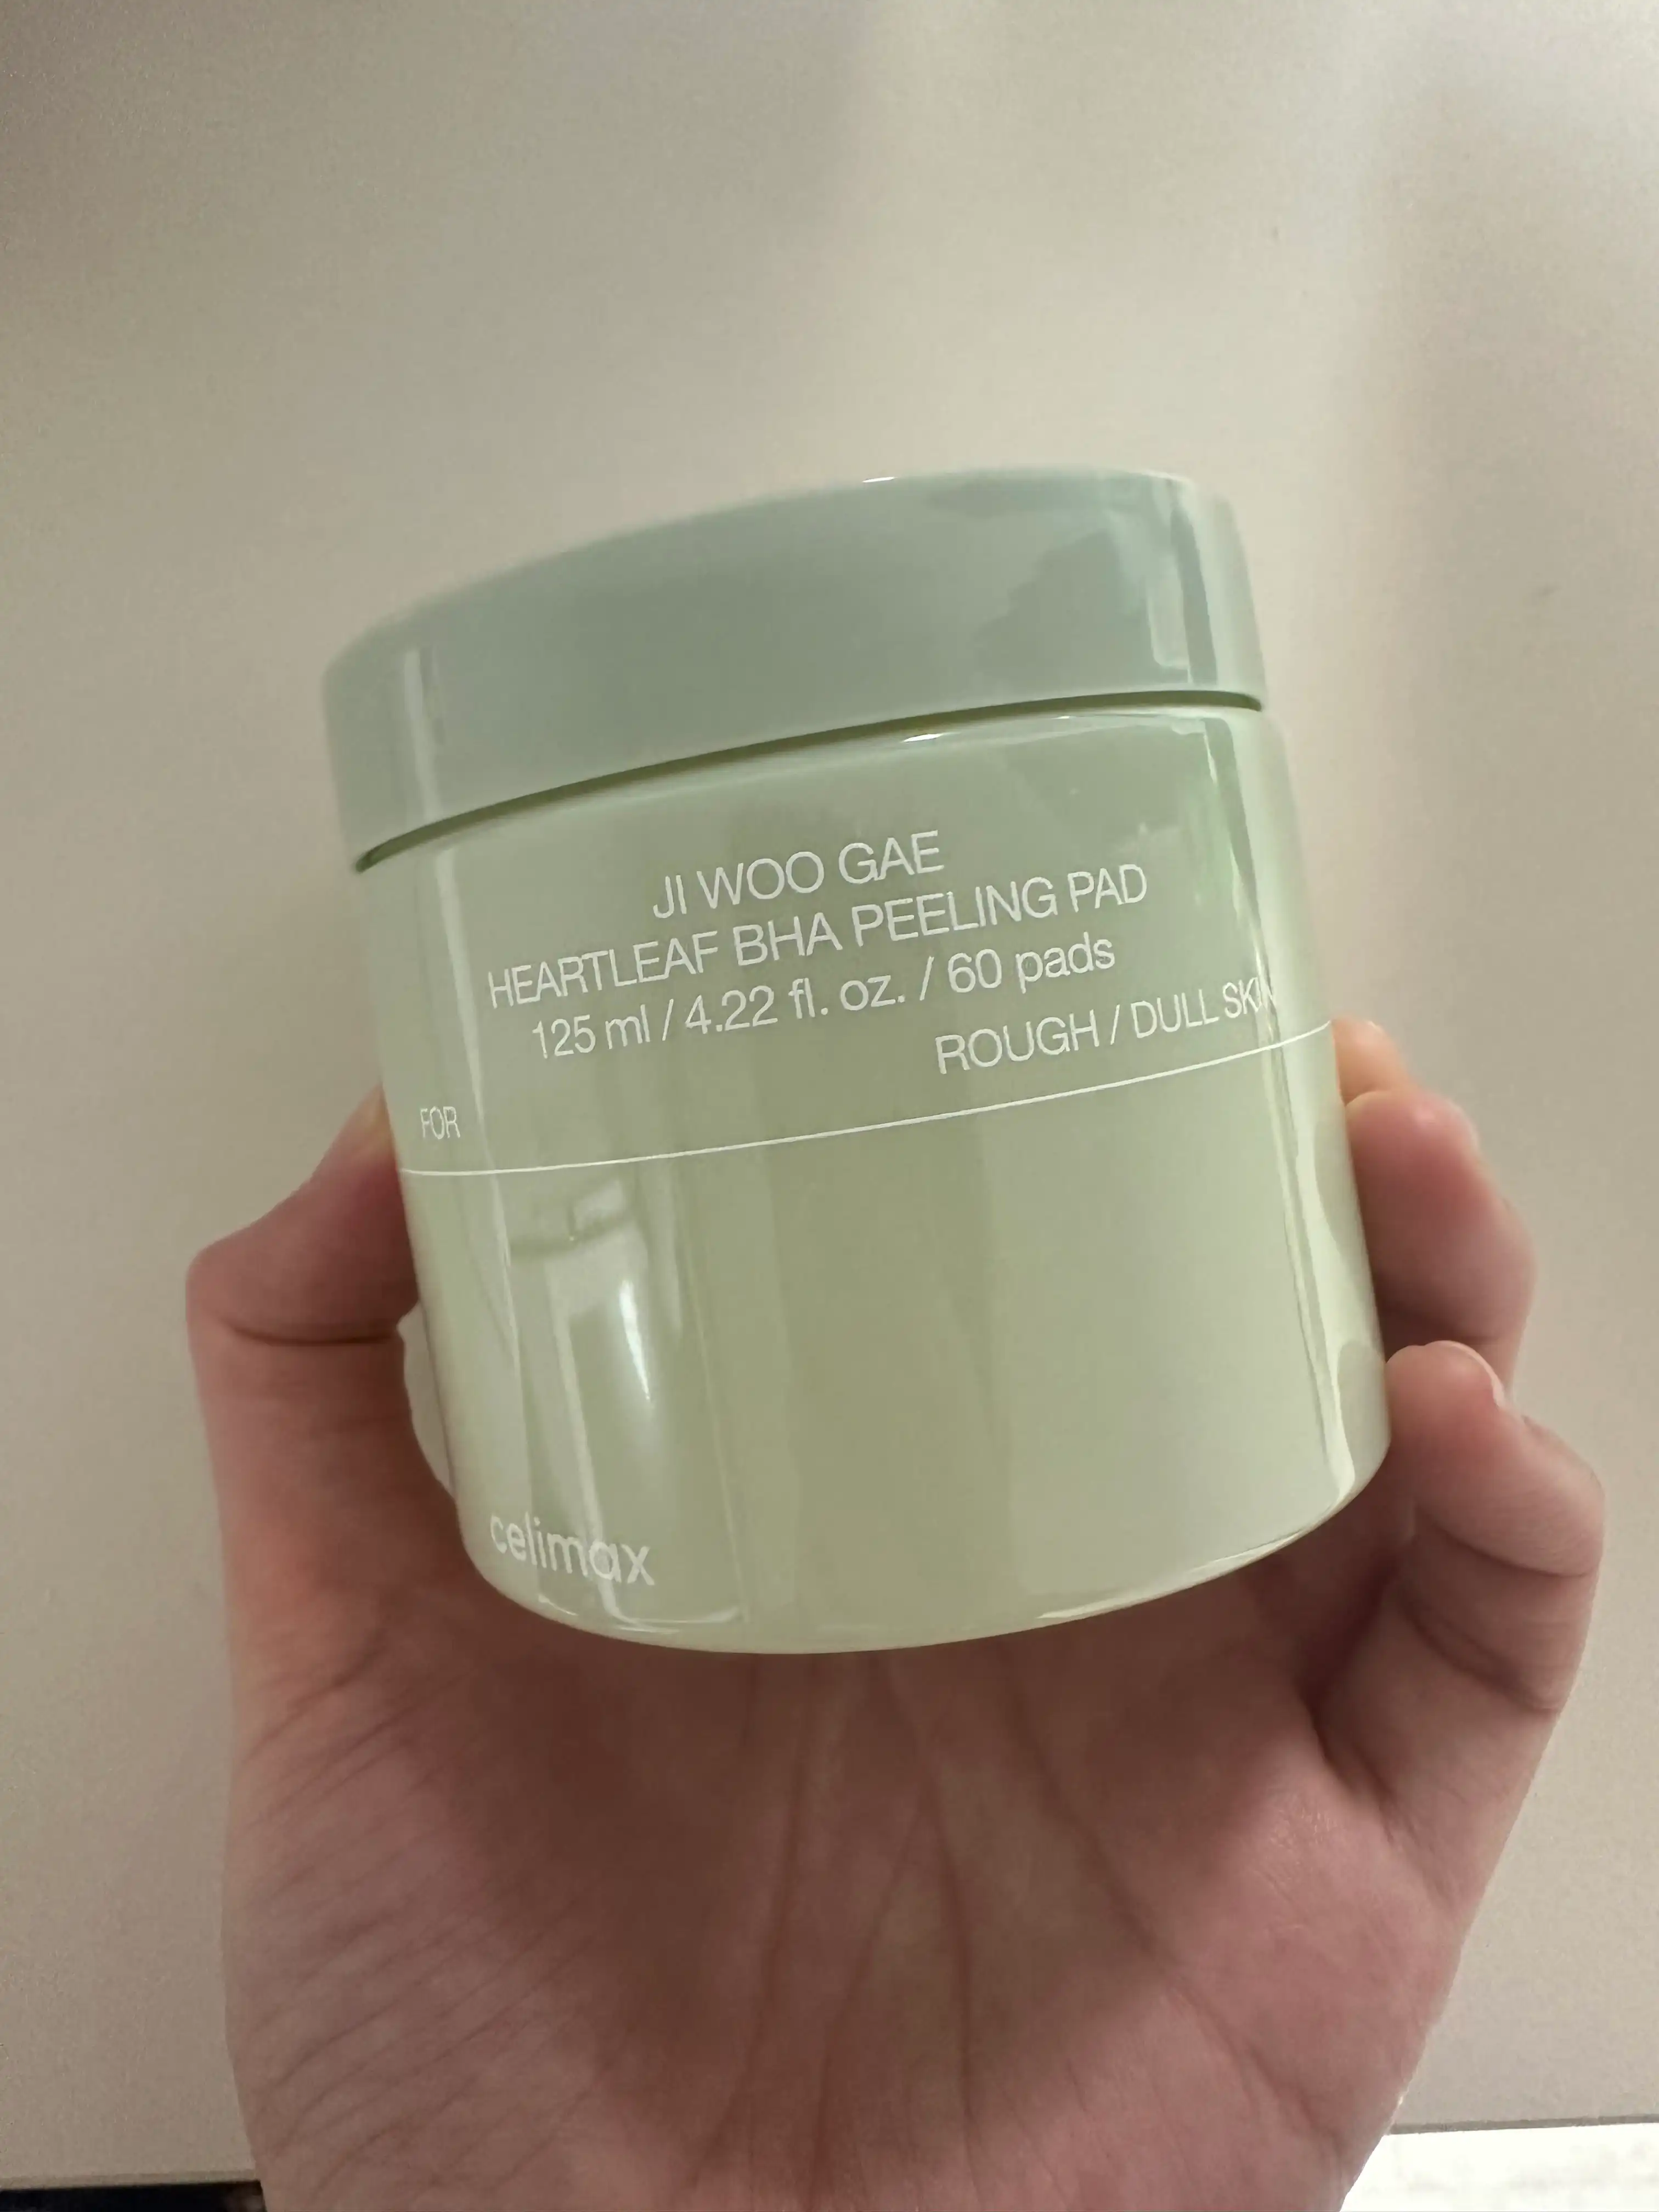 JI WOO GAE
HEARTLEAF BHA PEELING PAD
125 ml / 4.22 fl. oz. / 60 pads
FOR
ROUGH / DULL SKIN
celimax